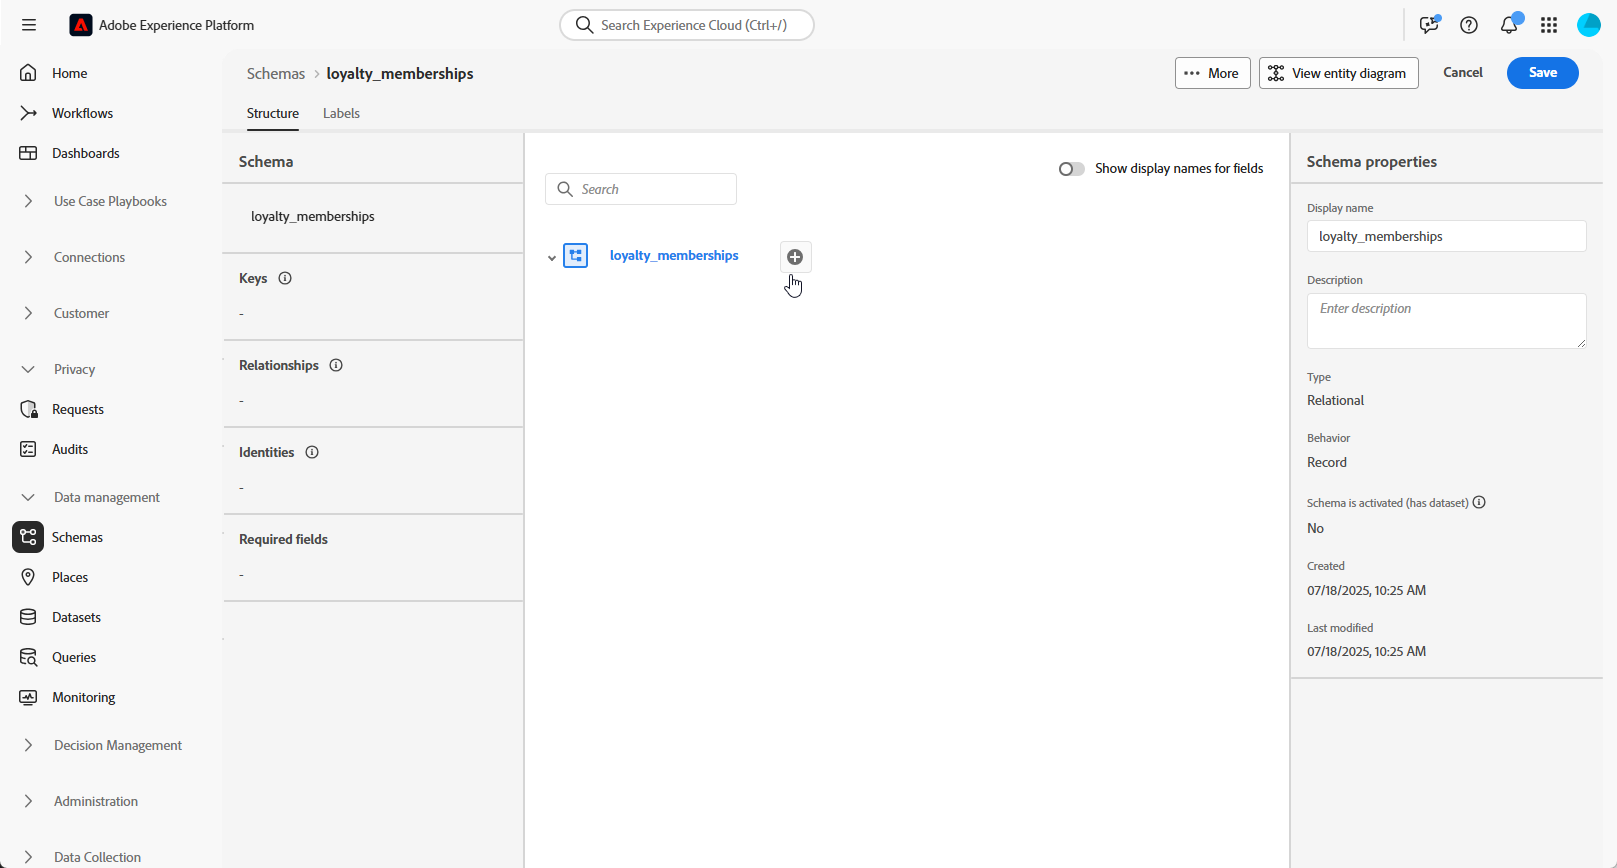 Adobe Experience Platform
Search Experience Cloud (Ctrl+/)
Home
Workflows
Dashboards
Use Case Playbooks
Connections
Customer
Privacy
Requests
Audits
Data management
Schemas
Places
Datasets
Queries
Monitoring
Decision Management
Administration
Data Collection
Schemas > loyalty_memberships
More
View entity diagram
Cancel
Save
Structure
Labels
Schema
loyalty_memberships
Keys
-
Relationships
-
Identities
-
Required fields
-
Show display names for fields
Search
loyalty_memberships
Schema properties
Display name
loyalty_memberships
Description
Enter description
Type
Relational
Behavior
Record
Schema is activated (has dataset)
No
Created
07/18/2025, 10:25 AM
Last modified
07/18/2025, 10:25 AM